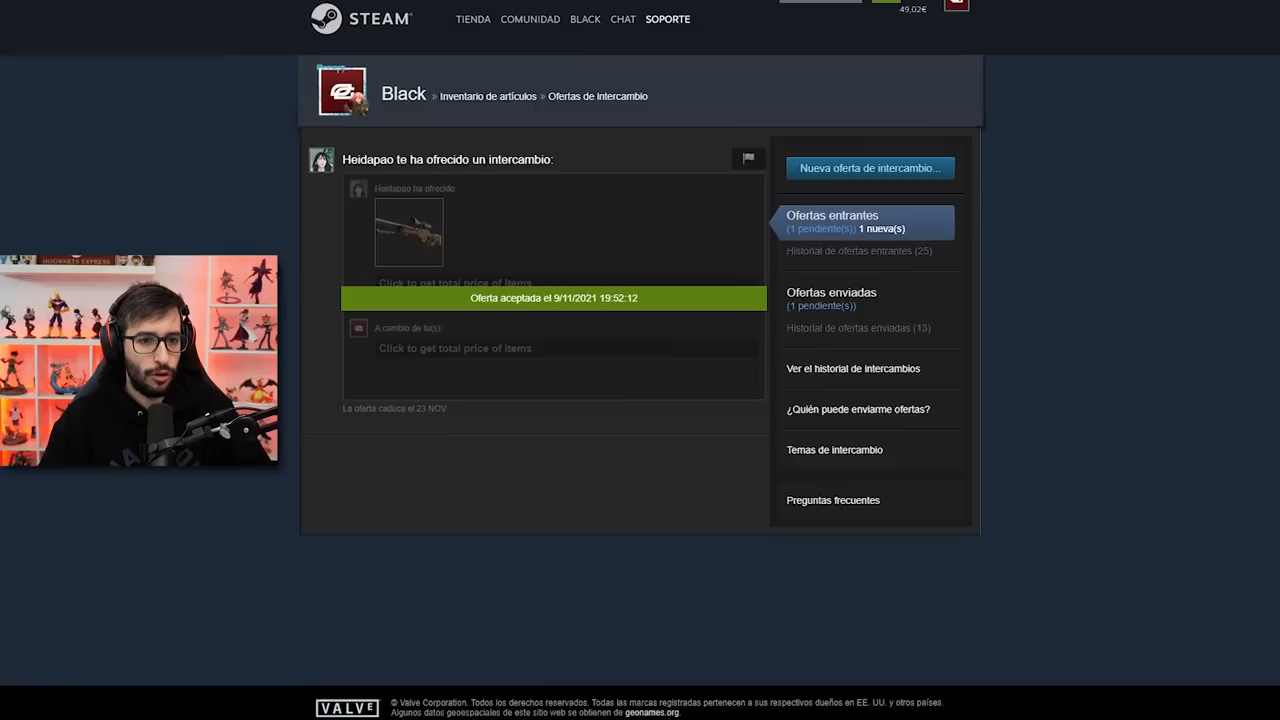 49,02€
STEAM
TIENDA COMUNIDAD BLACK CHAT SOPORTE
Black » Inventario de artículos » Ofertas de intercambio
Heidapao te ha ofrecido un intercambio:
Heidapao ha ofrecido:
Click to get total price of items
Oferta aceptada el 9/11/2021 19:52:12
A cambio de tu(s):
Click to get total price of items
La oferta caduca el 23 NOV
Nueva oferta de intercambio...
Ofertas entrantes
(1 pendiente(s)) 1 nueva(s)
Historial de ofertas entrantes (25)
Ofertas enviadas
(1 pendiente(s))
Historial de ofertas enviadas (13)
Ver el historial de intercambios
¿Quién puede enviarme ofertas?
Temas de intercambio
Preguntas frecuentes
HOGWARTS EXPRESS
VALVE
© Valve Corporation. Todos los derechos reservados. Todas las marcas registradas pertenecen a sus respectivos dueños en EE. UU. y otros países.
Algunos datos geoespaciales de este sitio web se obtienen de geonames.org.